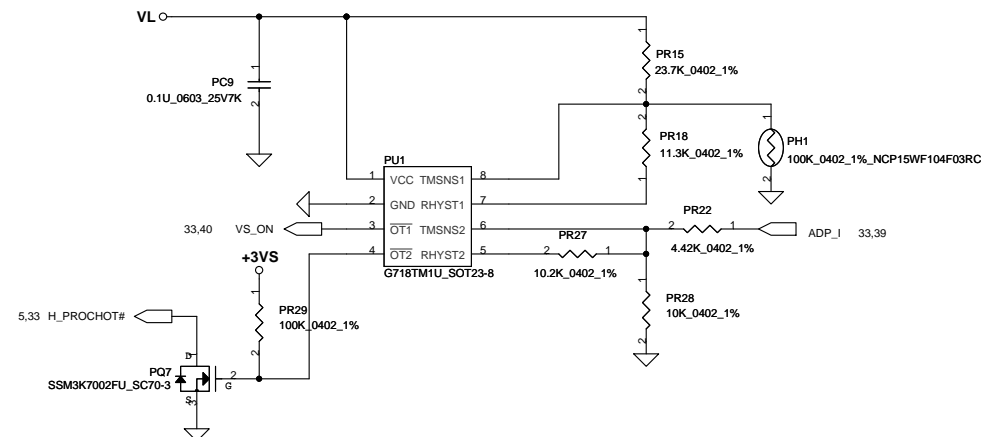 VL
1
PR15
23.7K_0402_1%
2
1
PC9
0.1U_0603_25V7K
2
2
PR18
11.3K_0402_1%
1
1
PH1
100K_0402_1%_NCP15WF104F03RC
2
PU1
1 VCC TMSNS1 8
2 GND RHYST1 7
3 OT1 TMSNS2 6
4 OT2 RHYST2 5
G718TM1U_SOT23-8
33,40 VS_ON
PR22
2 1
4.42K_0402_1%
ADP_I 33,39
PR27
2 1
10.2K_0402_1%
1
PR28
10K_0402_1%
2
+3VS
1
PR29
100K_0402_1%
2
5,33 H_PROCHOT#
D 1
PQ7
SSM3K7002FU_SC70-3
2
G
S 3